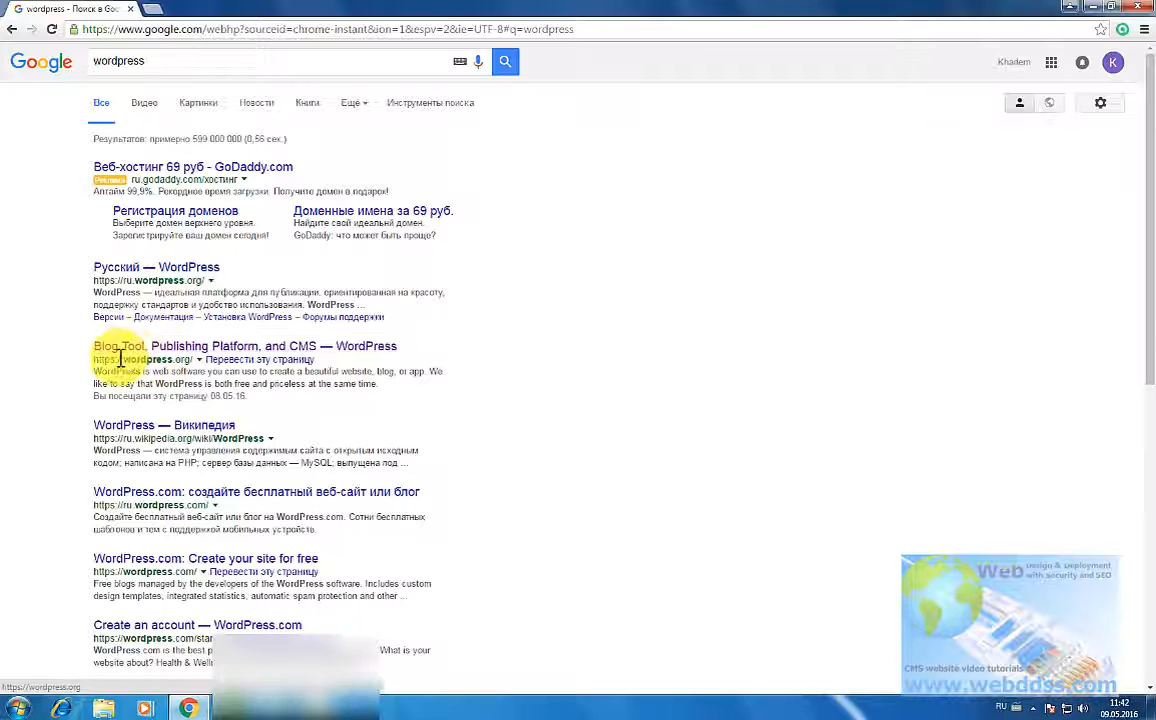 wordpress - Поиск в Goo
https://www.google.com/webhp?sourceid=chrome-instant&ion=1&espv=2&ie=UTF-8#q=wordpress
Google
wordpress
Khadem
K
Все
Видео
Картинки
Новости
Книги
Ещё
Инструменты поиска
Результатов: примерно 599 000 000 (0,56 сек.)
Веб-хостинг 69 руб - GoDaddy.com
Реклама ru.godaddy.com/хостинг
Аптайм 99,9%. Рекордное время загрузки. Получите домен в подарок!
Регистрация доменов
Выберите домен верхнего уровня.
Зарегистрируйте ваш домен сегодня!
Доменные имена за 69 руб.
Найдите свой идеальнй домен.
GoDaddy: что может быть проще?
Русский — WordPress
https://ru.wordpress.org/
WordPress — идеальная платформа для публикации, ориентированная на красоту,
поддержку стандартов и удобство использования. WordPress ...
Версии - Документация - Установка WordPress - Форумы поддержки
Blog Tool, Publishing Platform, and CMS — WordPress
https://wordpress.org/ Перевести эту страницу
WordPress is web software you can use to create a beautiful website, blog, or app. We
like to say that WordPress is both free and priceless at the same time.
Вы посещали эту страницу 08.05.16.
WordPress — Википедия
https://ru.wikipedia.org/wiki/WordPress
WordPress — система управления содержимым сайта с открытым исходным
кодом; написана на PHP; сервер базы данных — MySQL; выпущена под ...
WordPress.com: создайте бесплатный веб-сайт или блог
https://ru.wordpress.com/
Создайте бесплатный веб-сайт или блог на WordPress.com. Сотни бесплатных
шаблонов и тем с поддержкой мобильных устройств.
WordPress.com: Create your site for free
https://wordpress.com/ Перевести эту страницу
Free blogs managed by the developers of the WordPress software. Includes custom
design templates, integrated statistics, automatic spam protection and other ...
Create an account — WordPress.com
https://wordpress.com/star
WordPress.com is the best p What is your
website about? Health & Welln
https://wordpress.org
Web Design & Deployment
with security and SEO
CMS website video tutorials
www.webddss.com
RU
11:42
09.05.2016